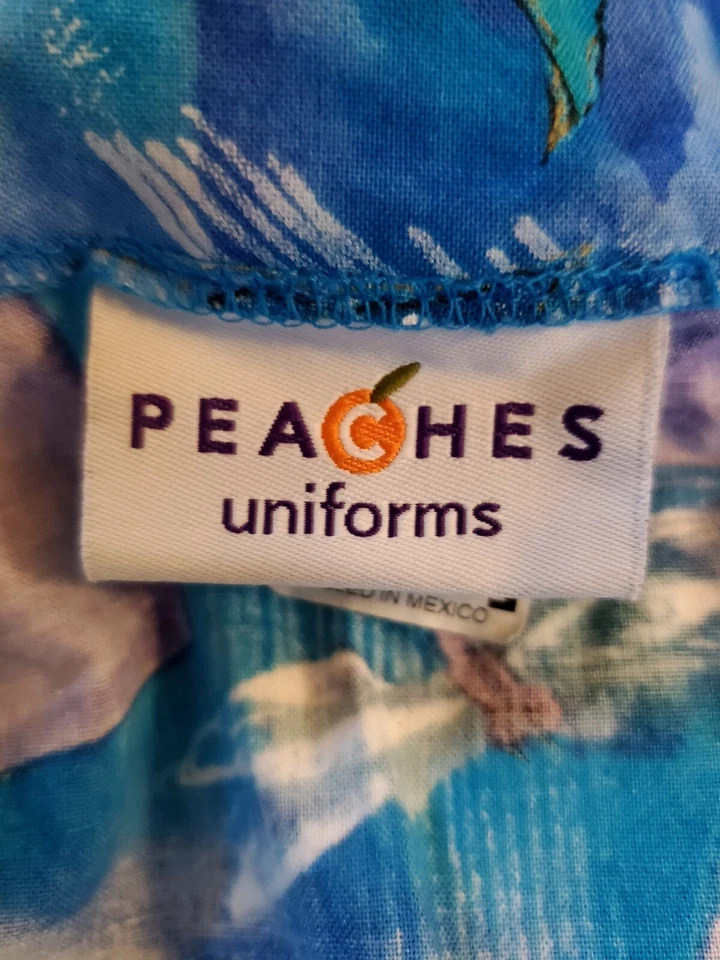 PEACHES
uniforms
IN MEXICO